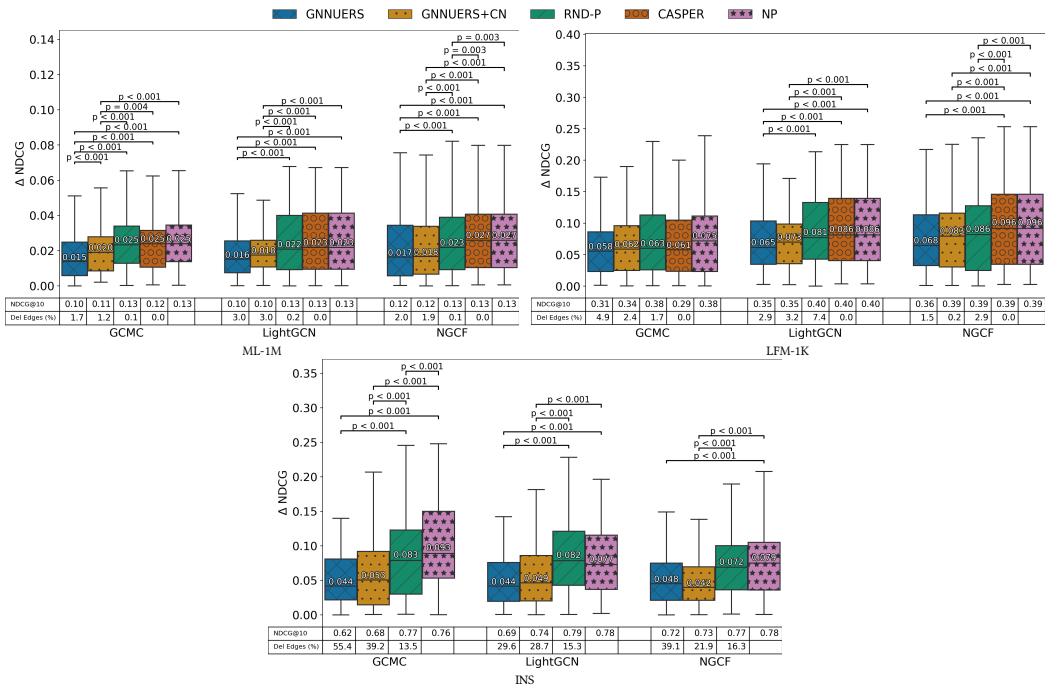 GNNUERS GNNUERS+CN RND-P CASPER NP
Δ NDCG
0.14
0.12
0.10
0.08
0.06
0.04
0.02
0.00
p < 0.001
p = 0.004
p < 0.001
p < 0.001
p < 0.001
p < 0.001
p < 0.001
p < 0.001
p < 0.001
p < 0.001
p < 0.001
p < 0.001
p < 0.001
p = 0.003
p = 0.003
p < 0.001
p < 0.001
p < 0.001
p < 0.001
p < 0.001
p < 0.001
0.015 0.020 0.025 0.025 0.025
0.016 0.018 0.022 0.023 0.023
0.017 0.018 0.023 0.027 0.027
NDCG@10 0.10 0.11 0.13 0.12 0.13 0.10 0.10 0.13 0.13 0.13 0.12 0.12 0.13 0.13 0.13
Del Edges (%) 1.7 1.2 0.1 0.0 3.0 3.0 0.2 0.0 2.0 1.9 0.1 0.0
GCMC LightGCN NGCF
ML-1M
Δ NDCG
0.40
0.35
0.30
0.25
0.20
0.15
0.10
0.05
0.00
p < 0.001
p < 0.001
p < 0.001
p < 0.001
p < 0.001
p < 0.001
p < 0.001
p < 0.001
p < 0.001
p < 0.001
p < 0.001
0.058 0.062 0.063 0.061 0.075
0.065 0.073 0.081 0.086 0.086
0.068 0.083 0.086 0.096 0.096
NDCG@10 0.31 0.34 0.38 0.29 0.38 0.35 0.35 0.40 0.40 0.40 0.36 0.39 0.39 0.39 0.39
Del Edges (%) 4.9 2.4 1.7 0.0 2.9 3.2 7.4 0.0 1.5 0.2 2.9 0.0
GCMC LightGCN NGCF
LFM-1K
Δ NDCG
0.35
0.30
0.25
0.20
0.15
0.10
0.05
0.00
p < 0.001
p < 0.001
p < 0.001
p < 0.001
p < 0.001
p < 0.001
p < 0.001
p < 0.001
p < 0.001
p < 0.001
p < 0.001
p < 0.001
0.044 0.053 0.083 0.093
0.044 0.049 0.082 0.077
0.048 0.042 0.072 0.075
NDCG@10 0.62 0.68 0.77 0.76 0.69 0.74 0.79 0.78 0.72 0.73 0.77 0.78
Del Edges (%) 55.4 39.2 13.5 29.6 28.7 15.3 39.1 21.9 16.3
GCMC LightGCN NGCF
INS